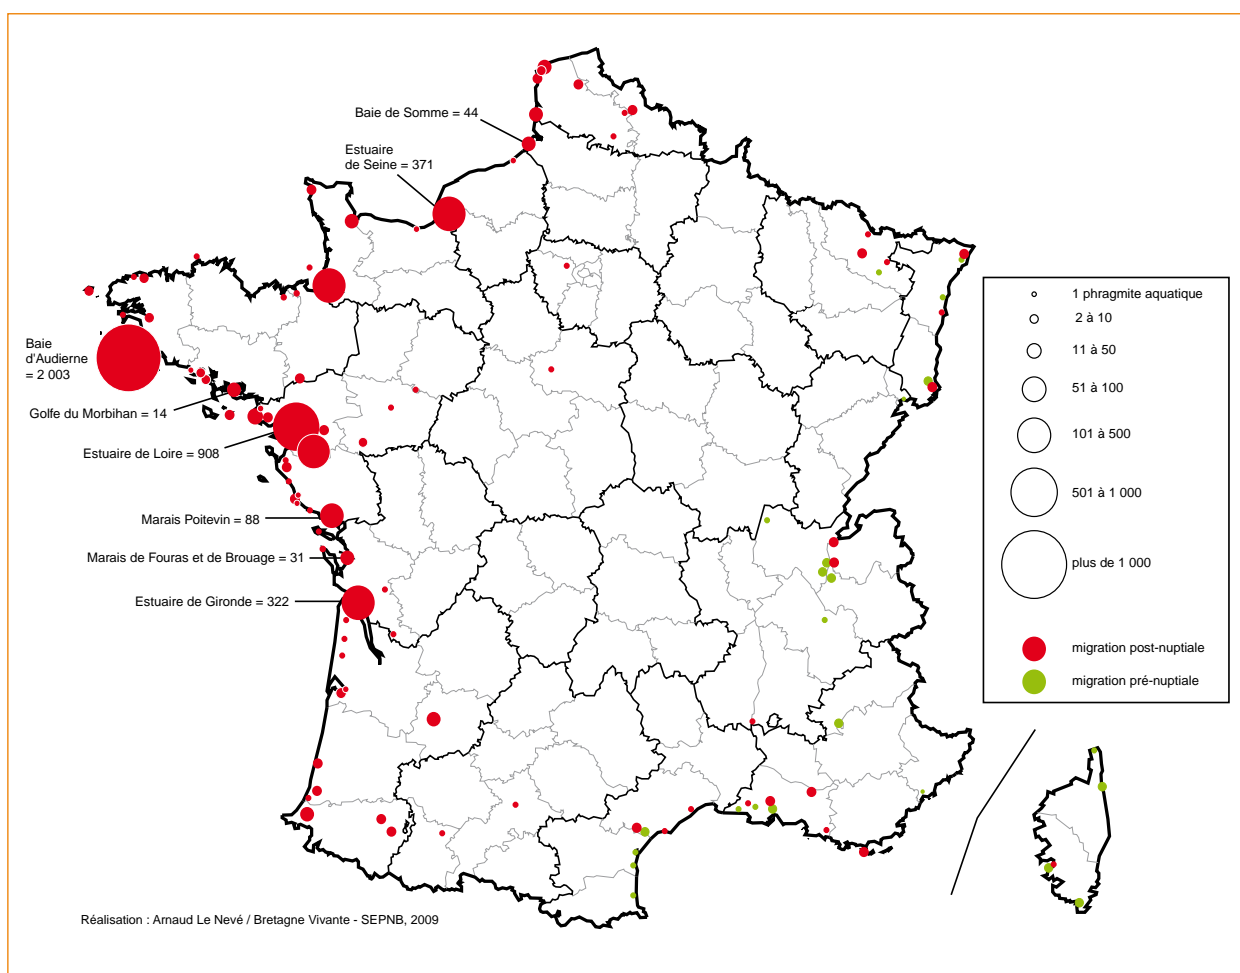 Baie de Somme = 44
Estuaire
de Seine = 371
Baie
d'Audierne
= 2 003
Golfe du Morbihan = 14
Estuaire de Loire = 908
Marais Poitevin = 88
Marais de Fouras et de Brouage = 31
Estuaire de Gironde = 322
1 phragmite aquatique
2 à 10
11 à 50
51 à 100
101 à 500
501 à 1 000
plus de 1 000
migration post-nuptiale
migration pré-nuptiale
Réalisation : Arnaud Le Nevé / Bretagne Vivante - SEPNB, 2009